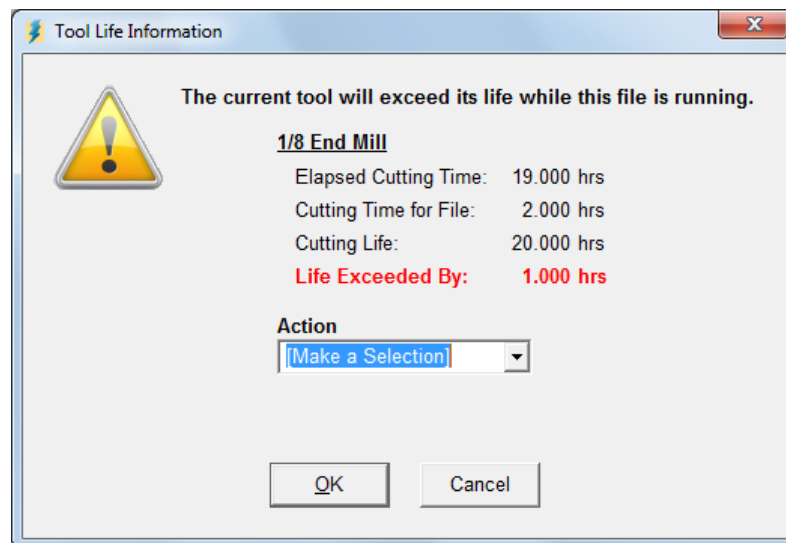 Tool Life Information
The current tool will exceed its life while this file is running.
1/8 End Mill
Elapsed Cutting Time: 19.000 hrs
Cutting Time for File: 2.000 hrs
Cutting Life: 20.000 hrs
Life Exceeded By: 1.000 hrs
Action
[Make a Selection]
OK Cancel